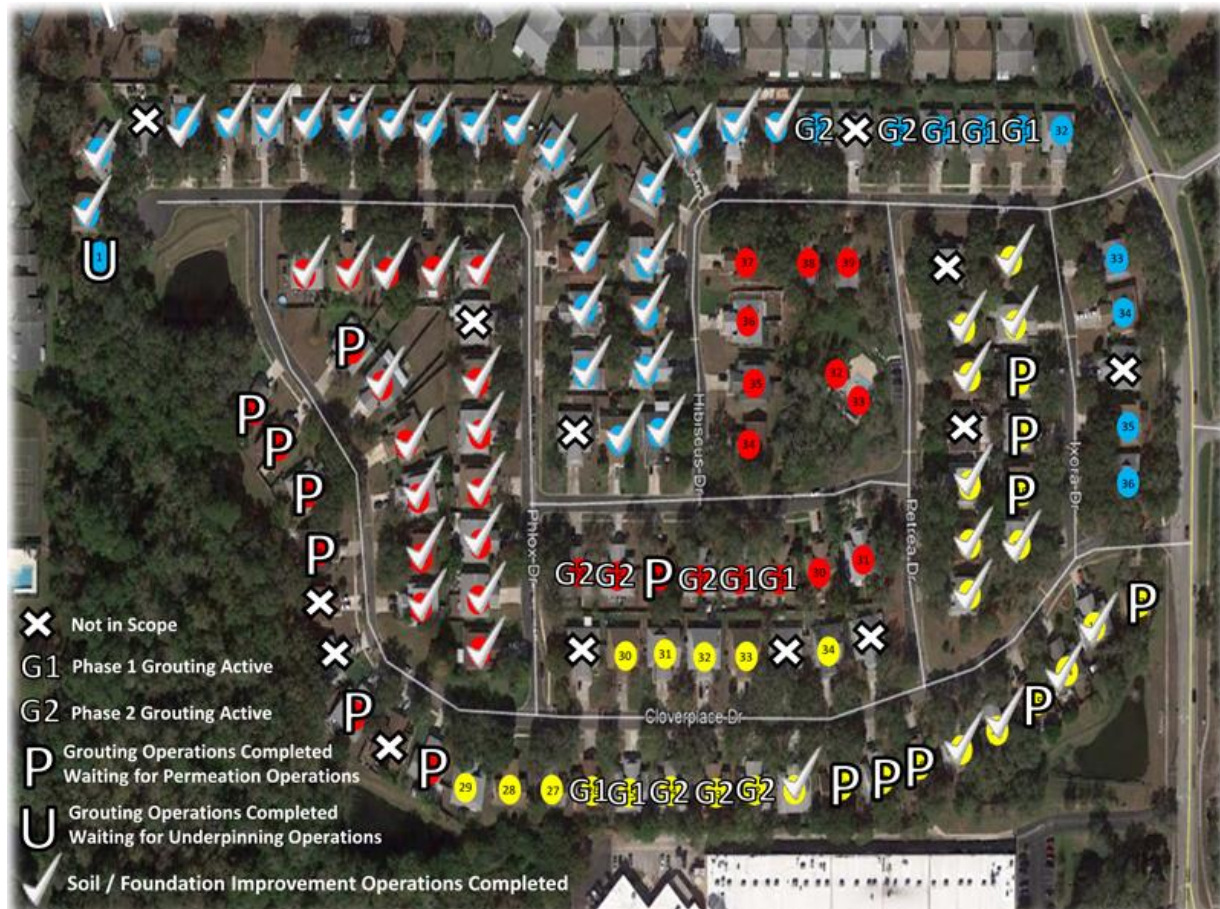 G2 G2 G1 G1 G1 32
U 1
37 38 39 33
36 34
P
35 32 33 P
P
34 P 35
P
P P 36
P
P
G2 G2 P G2 G1 G1 30 31
P
30 31 32 33 34
P
P
P
29 28 27 G1 G1 G2 G2 G2 P P P
Phlox Dr
Hibiscus Dr
Petrea Dr
Ixora Dr
Cloverplace Dr
Not in Scope
G1 Phase 1 Grouting Active
G2 Phase 2 Grouting Active
P Grouting Operations Completed
Waiting for Permeation Operations
U Grouting Operations Completed
Waiting for Underpinning Operations
Soil / Foundation Improvement Operations Completed